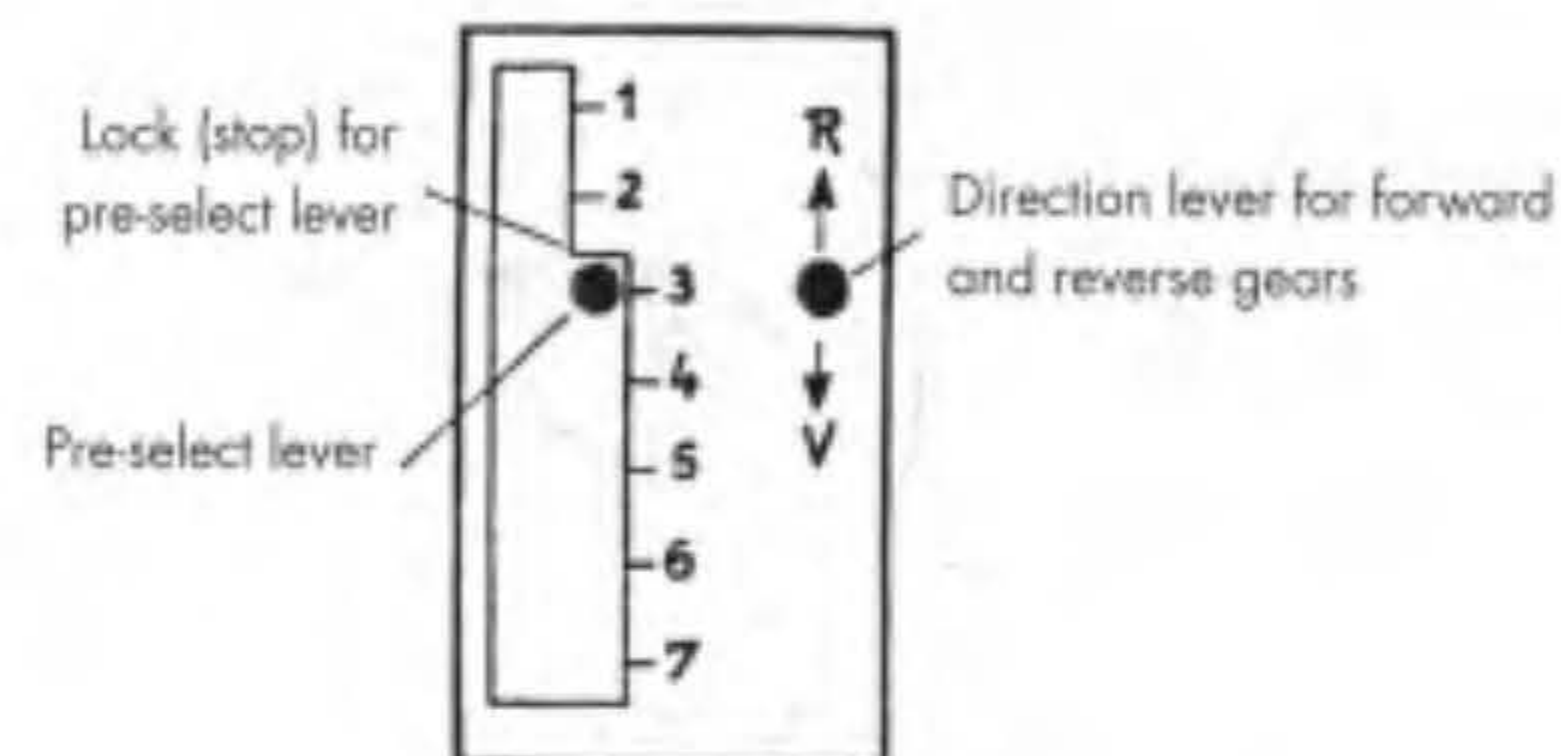 Lock (stop) for
pre-select lever
Pre-select lever
1
2
3
4
5
6
7
R
V
Direction lever for forward
and reverse gears